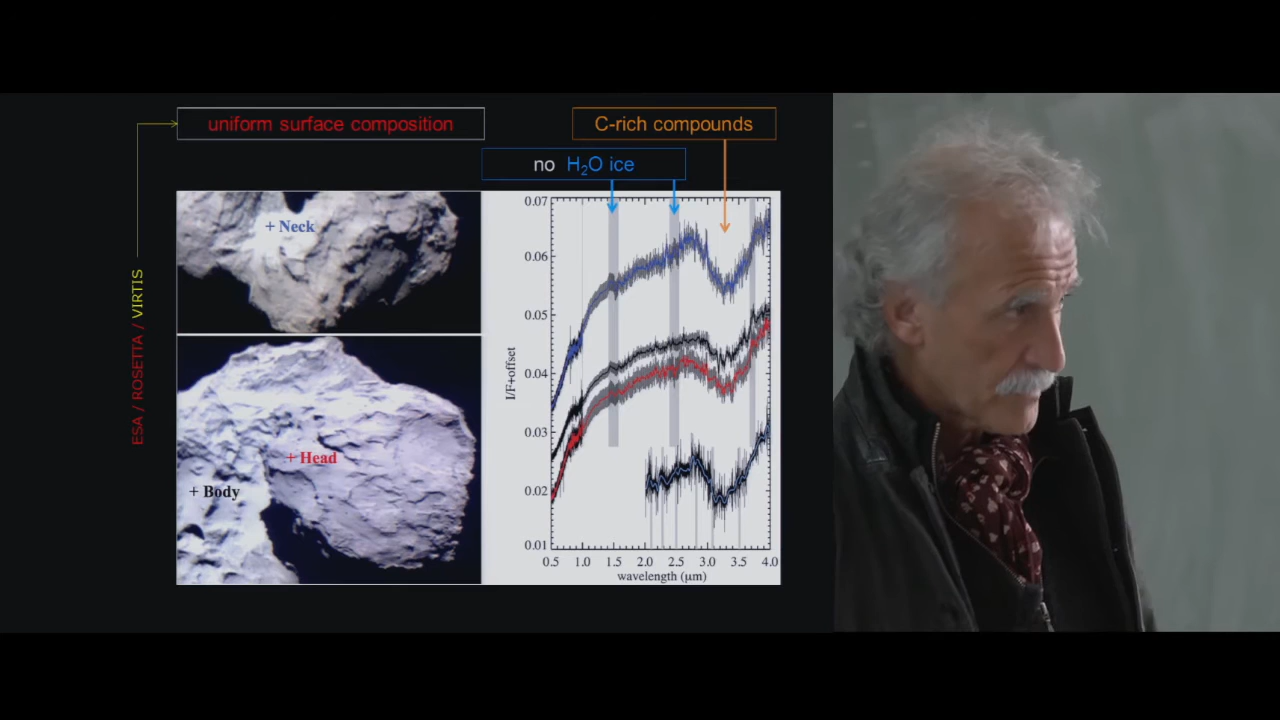 uniform surface composition
C-rich compounds
no H₂O ice
ESA / ROSETTA / VIRTIS
+ Neck
+ Head
+ Body
I/F+offset
0.07
0.06
0.05
0.04
0.03
0.02
0.01
0.5 1.0 1.5 2.0 2.5 3.0 3.5 4.0
wavelength (μm)